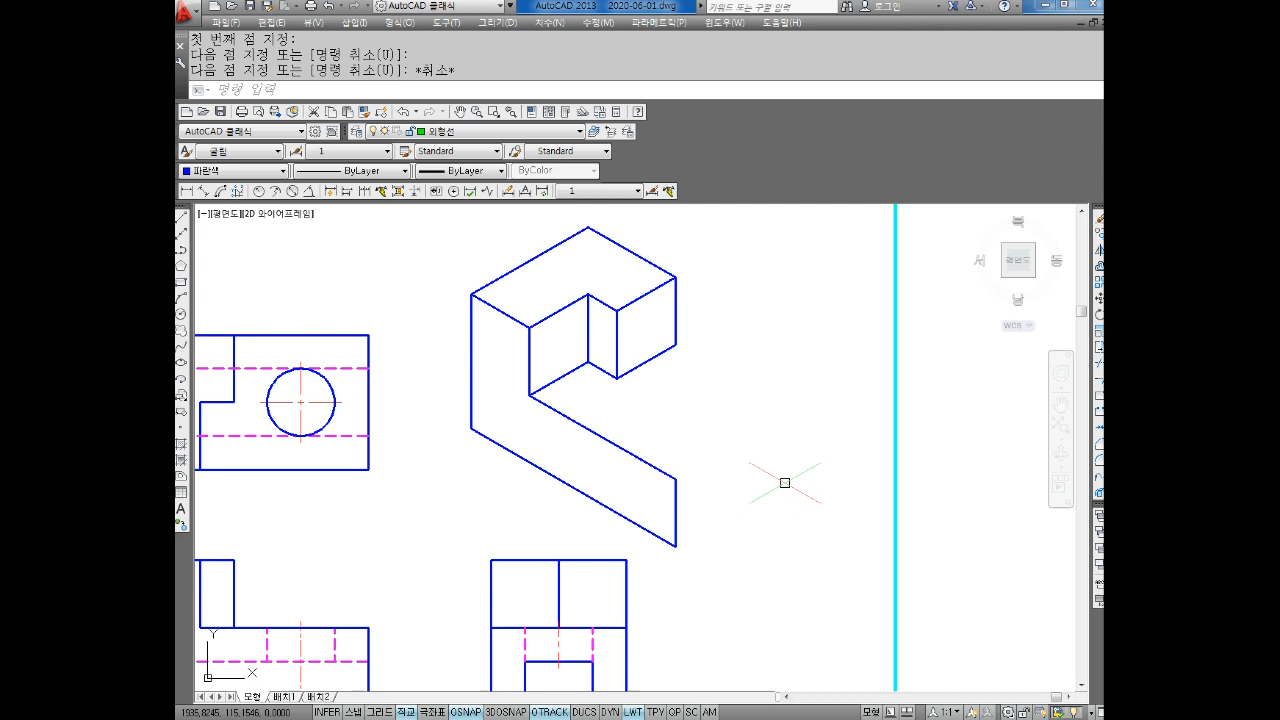 AutoCAD 클래식
AutoCAD 2013 2020-06-01.dwg
키워드 또는 구절 입력
로그인
파일(F) 편집(E) 뷰(V) 삽입(I) 형식(O) 도구(T) 그리기(D) 치수(N) 수정(M) 파라메트릭(P) 윈도우(W) 도움말(H)
첫 번째 점 지정:
다음 점 지정 또는 [명령 취소(U)]:
다음 점 지정 또는 [명령 취소(U)]: *취소*
명령 입력
AutoCAD 클래식
외형선
굴림
1
Standard
Standard
파란색
ByLayer
ByLayer
ByColor
1
[-][평면도][2D 와이어프레임]
북
서
평면도
동
남
WCS
Y
X
모형 배치1 배치2
1935,8245, 115,1546, 0,0000
INFER 스냅 그리드 직교 극좌표 OSNAP 3DOSNAP OTRACK DUCS DYN LWT TPY QP SC AM
모형
1:1